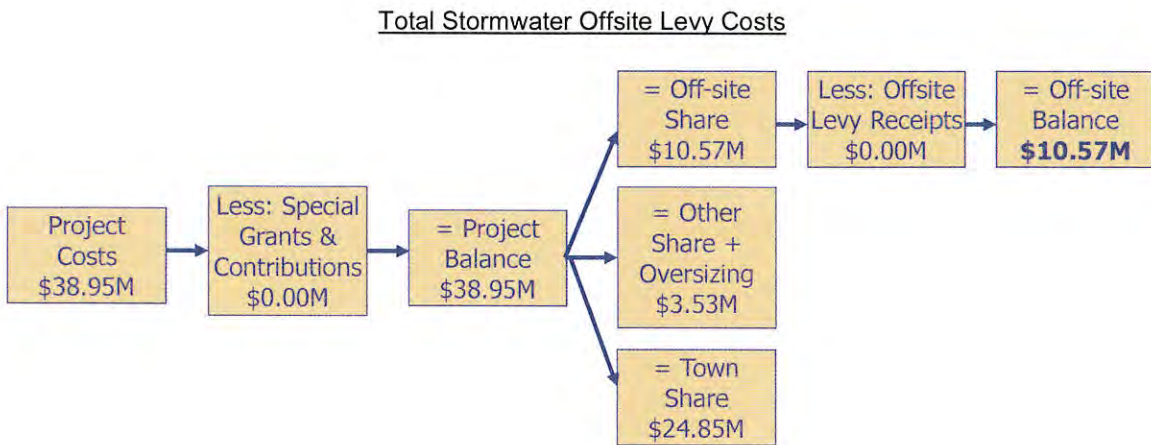 Total Stormwater Offsite Levy Costs
Project
Costs
$38.95M
Less: Special
Grants &
Contributions
$0.00M
= Project
Balance
$38.95M
= Off-site
Share
$10.57M
Less: Offsite
Levy Receipts
$0.00M
= Off-site
Balance
$10.57M
= Other
Share +
Oversizing
$3.53M
= Town
Share
$24.85M